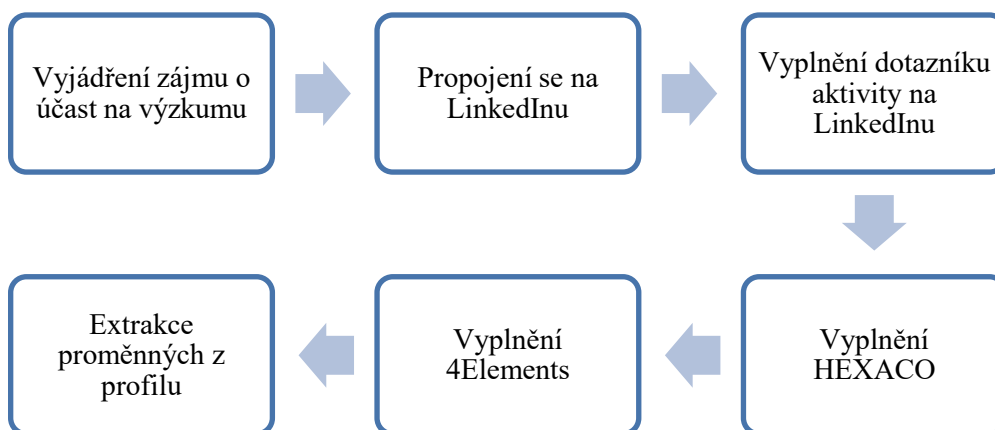 Vyjádření zájmu o
účast na výzkumu
Propojení se na
LinkedInu
Vyplnění dotazníku
aktivity na
LinkedInu
Vyplnění
HEXACO
Vyplnění
4Elements
Extrakce
proměnných z
profilu